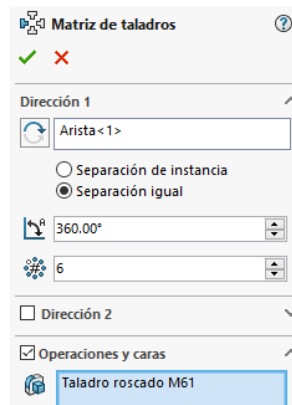 Matriz de taladros
Dirección 1
Arista<1>
Separación de instancia
Separación igual
360.00°
6
Dirección 2
Operaciones y caras
Taladro roscado M61